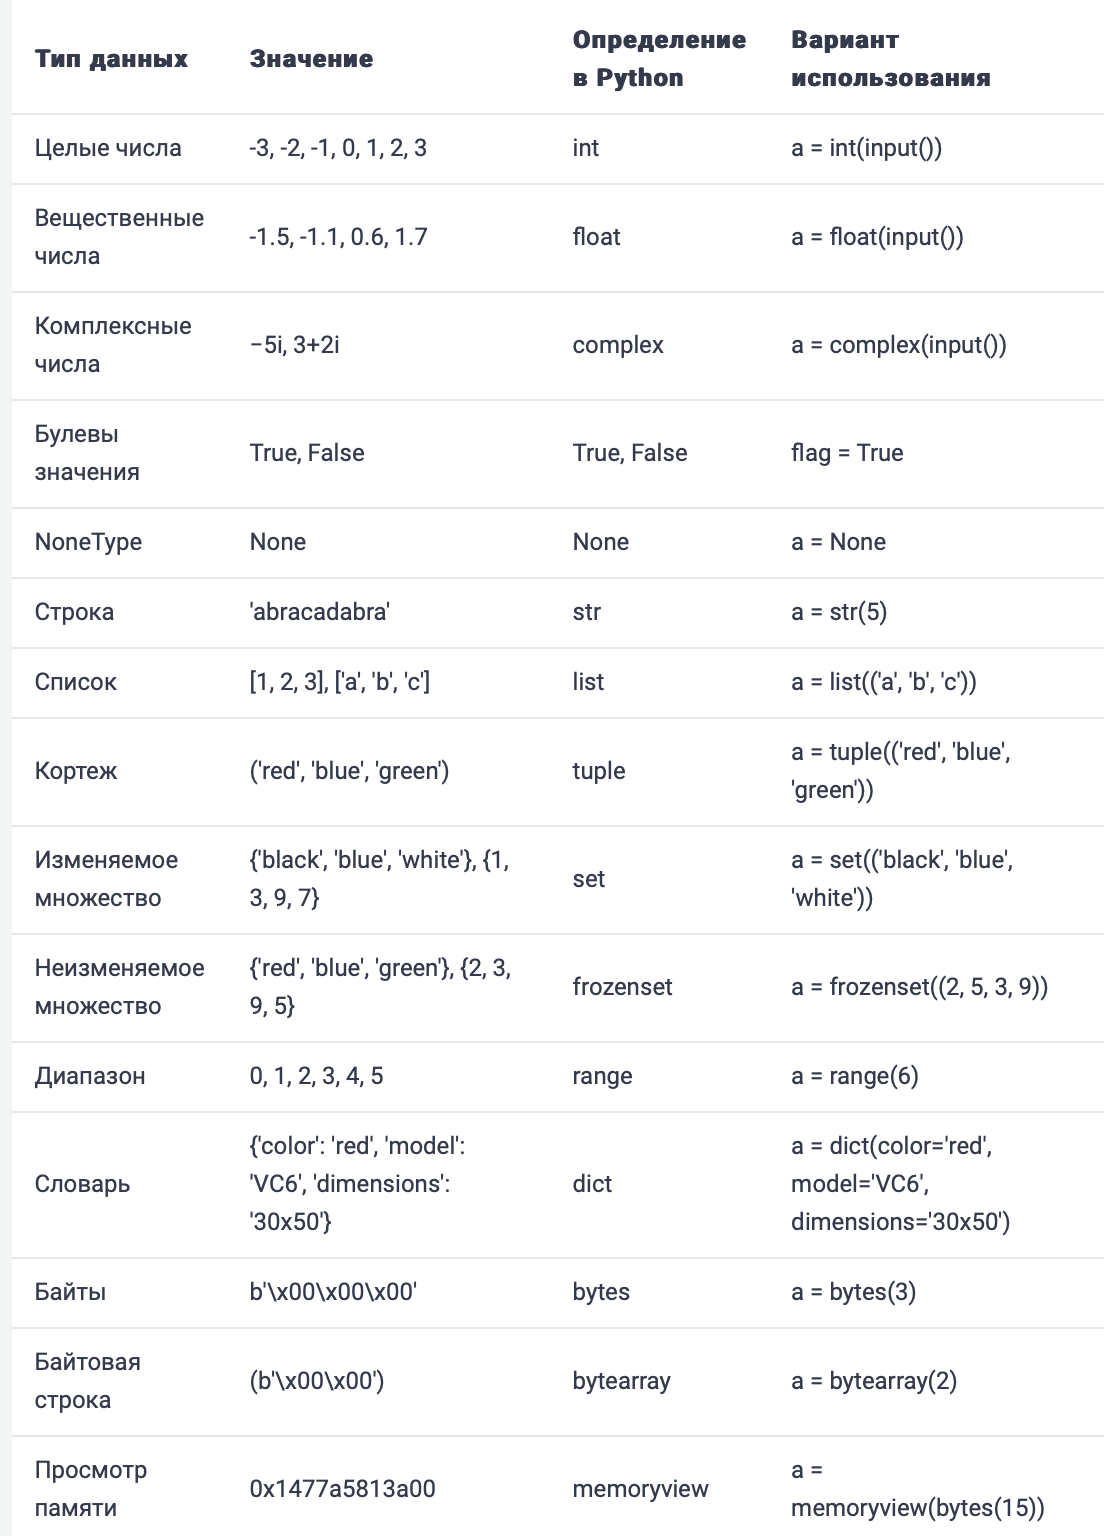 Тип данных
Значение
Определение
в Python
Вариант
использования
Целые числа
-3, -2, -1, 0, 1, 2, 3
int
a = int(input())
Вещественные
числа
-1.5, -1.1, 0.6, 1.7
float
a = float(input())
Комплексные
числа
−5i, 3+2i
complex
a = complex(input())
Булевы
значения
True, False
True, False
flag = True
NoneType
None
None
a = None
Строка
'abracadabra'
str
a = str(5)
Список
[1, 2, 3], ['a', 'b', 'c']
list
a = list(('a', 'b', 'c'))
Кортеж
('red', 'blue', 'green')
tuple
a = tuple(('red', 'blue',
'green'))
Изменяемое
множество
{'black', 'blue', 'white'}, {1,
3, 9, 7}
set
a = set(('black', 'blue',
'white'))
Неизменяемое
множество
{'red', 'blue', 'green'}, {2, 3,
9, 5}
frozenset
a = frozenset((2, 5, 3, 9))
Диапазон
0, 1, 2, 3, 4, 5
range
a = range(6)
Словарь
{'color': 'red', 'model':
'VC6', 'dimensions':
'30x50'}
dict
a = dict(color='red',
model='VC6',
dimensions='30x50')
Байты
b'\x00\x00\x00'
bytes
a = bytes(3)
Байтовая
строка
(b'\x00\x00')
bytearray
a = bytearray(2)
Просмотр
памяти
0x1477a5813a00
memoryview
a =
memoryview(bytes(15))